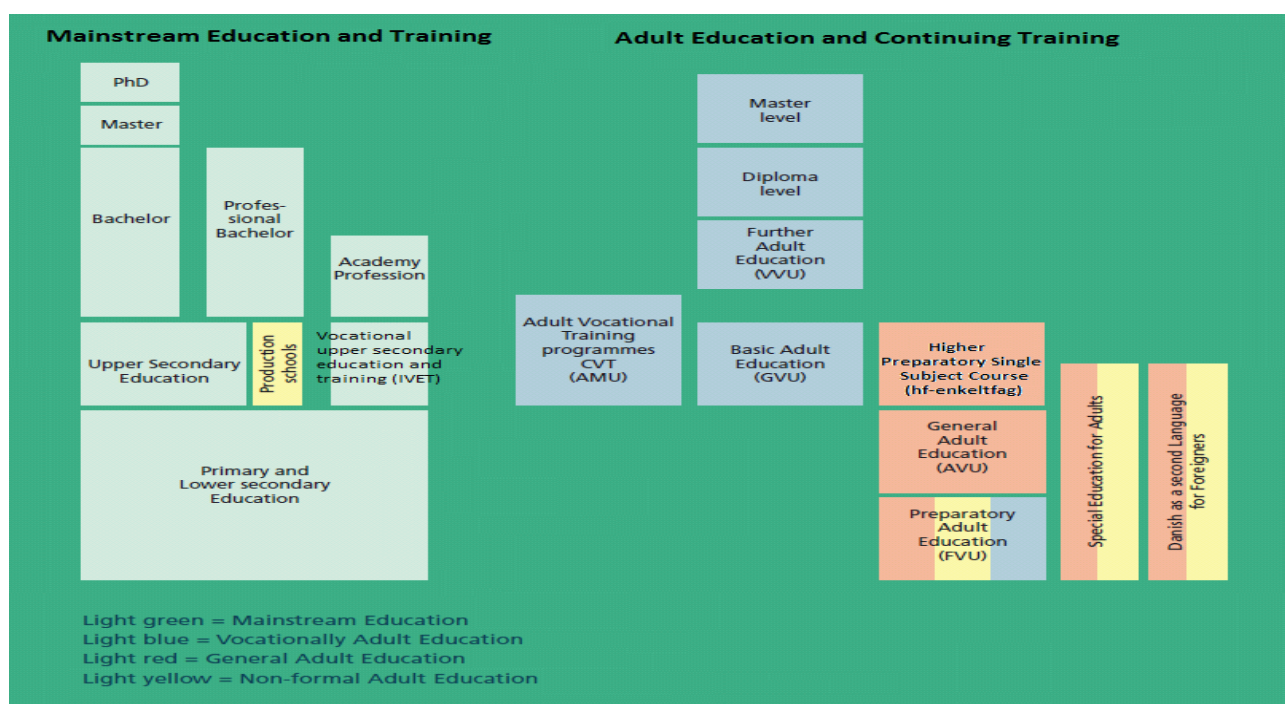 Mainstream Education and Training
Adult Education and Continuing Training
PhD
Master
Bachelor
Profes-
sional
Bachelor
Academy
Profession
Upper Secondary
Education
Production
schools
Vocational
upper secondary
education and
training (IVET)
Primary and
Lower secondary
Education
Master
level
Diploma
level
Further
Adult
Education
(VVU)
Adult Vocational
Training
programmes
CVT
(AMU)
Basic Adult
Education
(GVU)
Higher
Preparatory Single
Subject Course
(hf-enkeltfag)
General
Adult
Education
(AVU)
Preparatory
Adult
Education
(FVU)
Special Education for Adults
Danish as a second Language
for Foreigners
Light green = Mainstream Education
Light blue = Vocationally Adult Education
Light red = General Adult Education
Light yellow = Non-formal Adult Education